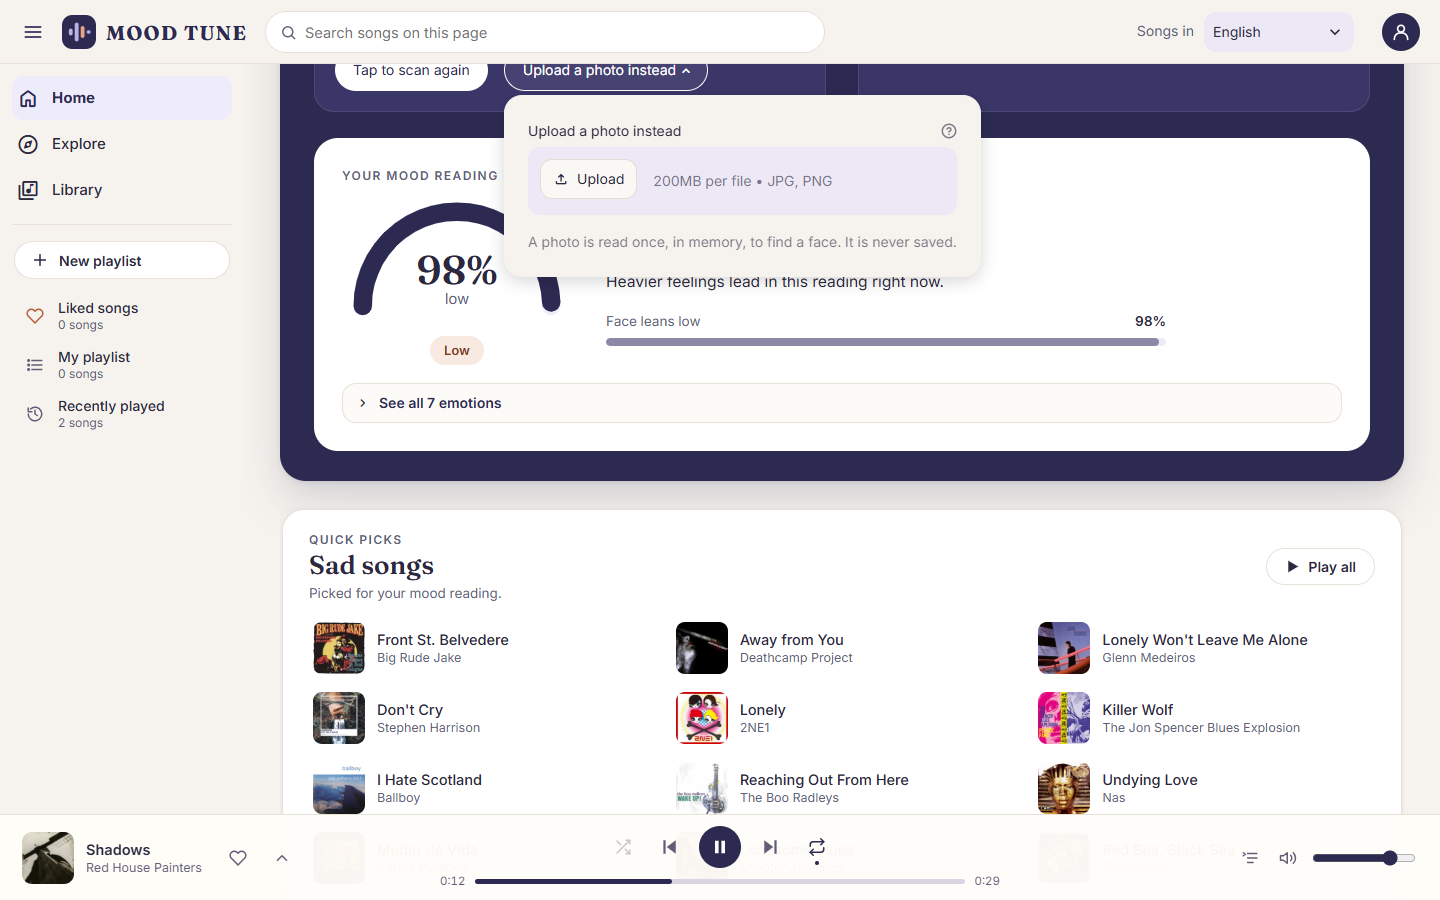 MOOD TUNE
Search songs on this page
Songs in
English
Home
Explore
Library
New playlist
Liked songs
0 songs
My playlist
0 songs
Recently played
2 songs
Tap to scan again
Upload a photo instead
Upload a photo instead
Upload
200MB per file • JPG, PNG
A photo is read once, in memory, to find a face. It is never saved.
YOUR MOOD READING
98%
low
Low
Heavier feelings lead in this reading right now.
Face leans low
98%
See all 7 emotions
QUICK PICKS
Sad songs
Picked for your mood reading.
Play all
Front St. Belvedere
Big Rude Jake
Away from You
Deathcamp Project
Lonely Won't Leave Me Alone
Glenn Medeiros
Don't Cry
Stephen Harrison
Lonely
2NE1
Killer Wolf
The Jon Spencer Blues Explosion
I Hate Scotland
Ballboy
Reaching Out From Here
The Boo Radleys
Undying Love
Nas
Mudar de Vida
Red Sea, Black Sea
Shadows
Red House Painters
0:12
0:29